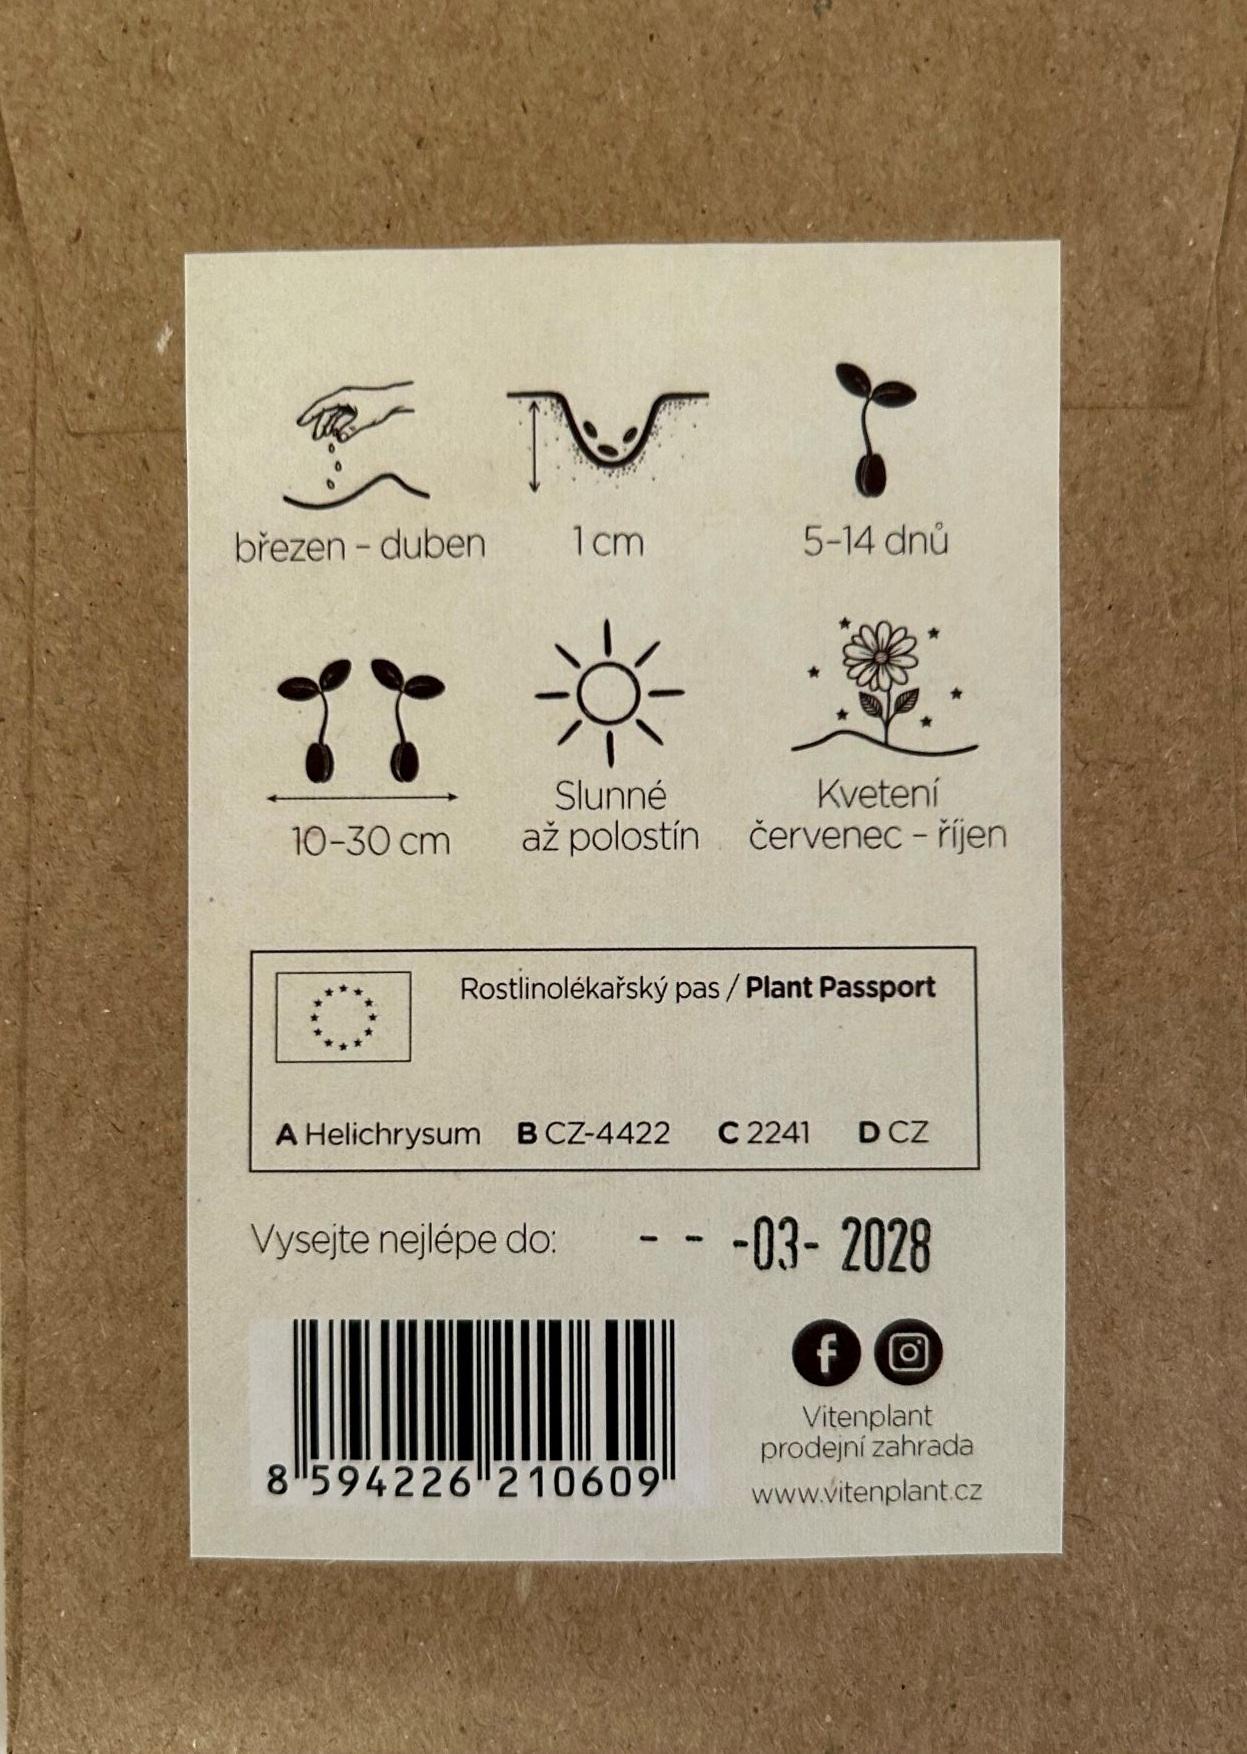 březen – duben
1 cm
5–14 dnů
10–30 cm
Slunné
až polostín
Kvetení
červenec – říjen
Rostlinolékařský pas / Plant Passport
A Helichrysum B CZ-4422 C 2241 D CZ
Vysejte nejlépe do: - - -03- 2028
8 594226 210609
Vitenplant
prodejní zahrada
www.vitenplant.cz